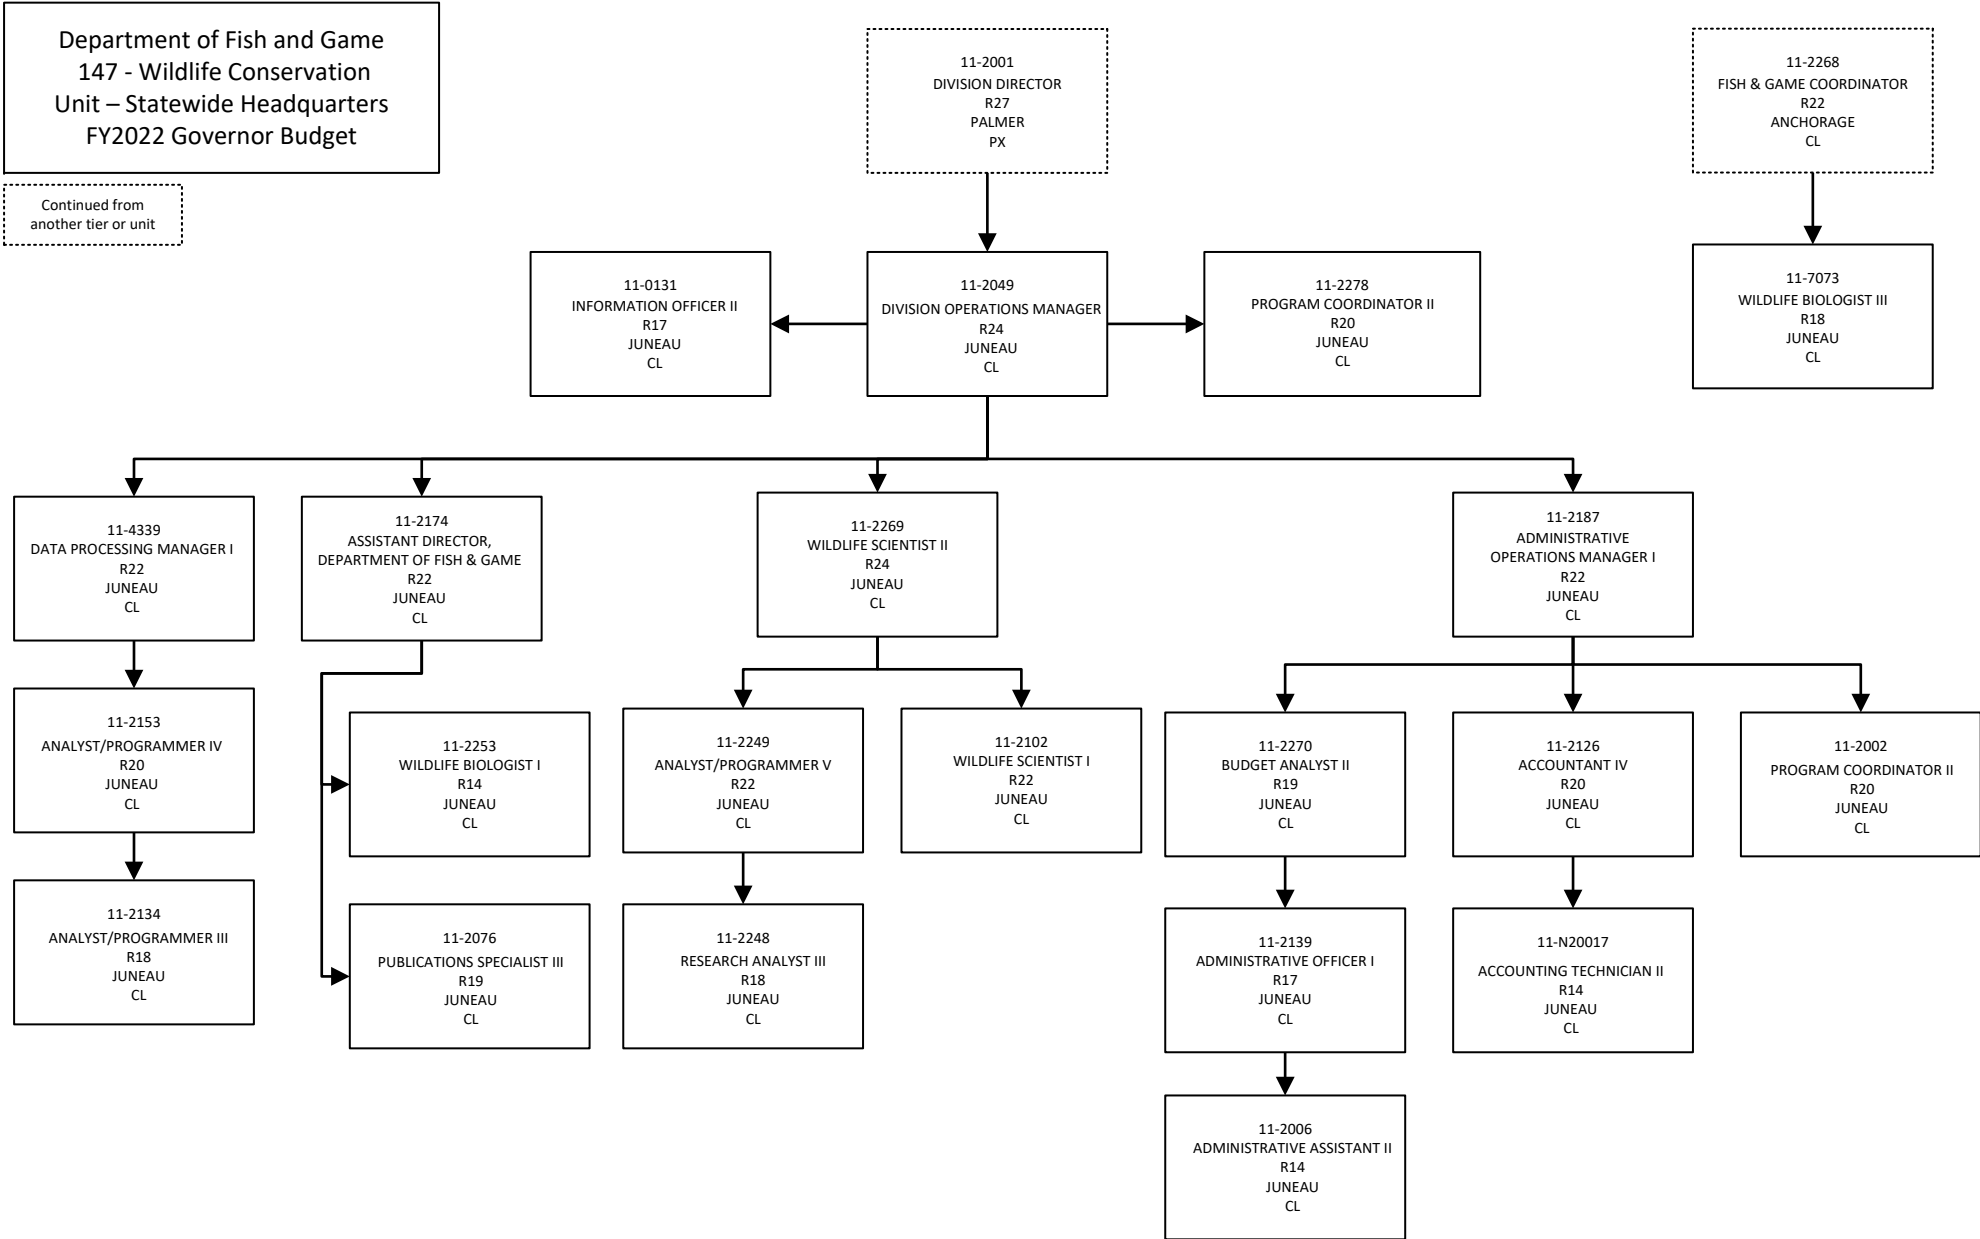 Department of Fish and Game
147 - Wildlife Conservation
Unit – Statewide Headquarters
FY2022 Governor Budget
Continued from
another tier or unit
11-2001
DIVISION DIRECTOR
R27
PALMER
PX
11-2268
FISH & GAME COORDINATOR
R22
ANCHORAGE
CL
11-0131
INFORMATION OFFICER II
R17
JUNEAU
CL
11-2049
DIVISION OPERATIONS MANAGER
R24
JUNEAU
CL
11-2278
PROGRAM COORDINATOR II
R20
JUNEAU
CL
11-7073
WILDLIFE BIOLOGIST III
R18
JUNEAU
CL
11-4339
DATA PROCESSING MANAGER I
R22
JUNEAU
CL
11-2174
ASSISTANT DIRECTOR,
DEPARTMENT OF FISH & GAME
R22
JUNEAU
CL
11-2269
WILDLIFE SCIENTIST II
R24
JUNEAU
CL
11-2187
ADMINISTRATIVE
OPERATIONS MANAGER I
R22
JUNEAU
CL
11-2153
ANALYST/PROGRAMMER IV
R20
JUNEAU
CL
11-2253
WILDLIFE BIOLOGIST I
R14
JUNEAU
CL
11-2249
ANALYST/PROGRAMMER V
R22
JUNEAU
CL
11-2102
WILDLIFE SCIENTIST I
R22
JUNEAU
CL
11-2270
BUDGET ANALYST II
R19
JUNEAU
CL
11-2126
ACCOUNTANT IV
R20
JUNEAU
CL
11-2002
PROGRAM COORDINATOR II
R20
JUNEAU
CL
11-2134
ANALYST/PROGRAMMER III
R18
JUNEAU
CL
11-2076
PUBLICATIONS SPECIALIST III
R19
JUNEAU
CL
11-2248
RESEARCH ANALYST III
R18
JUNEAU
CL
11-2139
ADMINISTRATIVE OFFICER I
R17
JUNEAU
CL
11-N20017
ACCOUNTING TECHNICIAN II
R14
JUNEAU
CL
11-2006
ADMINISTRATIVE ASSISTANT II
R14
JUNEAU
CL